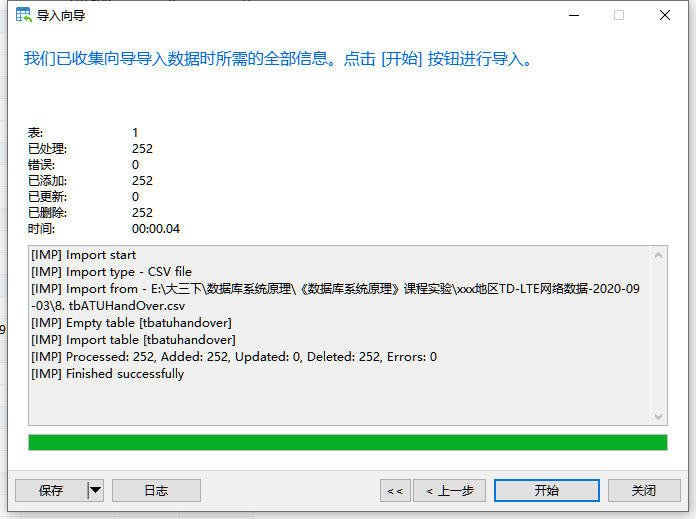 导入向导
我们已收集向导导入数据时所需的全部信息。点击 [开始] 按钮进行导入。
表: 1
已处理: 252
错误: 0
已添加: 252
已更新: 0
已删除: 252
时间: 00:00.04
[IMP] Import start
[IMP] Import type - CSV file
[IMP] Import from - E:\大三下\数据库系统原理\《数据库系统原理》课程实验\xxx地区TD-LTE网络数据-2020-09
-03\8. tbATUHandOver.csv
[IMP] Empty table [tbatuhandover]
[IMP] Import table [tbatuhandover]
[IMP] Processed: 252, Added: 252, Updated: 0, Deleted: 252, Errors: 0
[IMP] Finished successfully
9
保存 日志 << < 上一步 开始 关闭